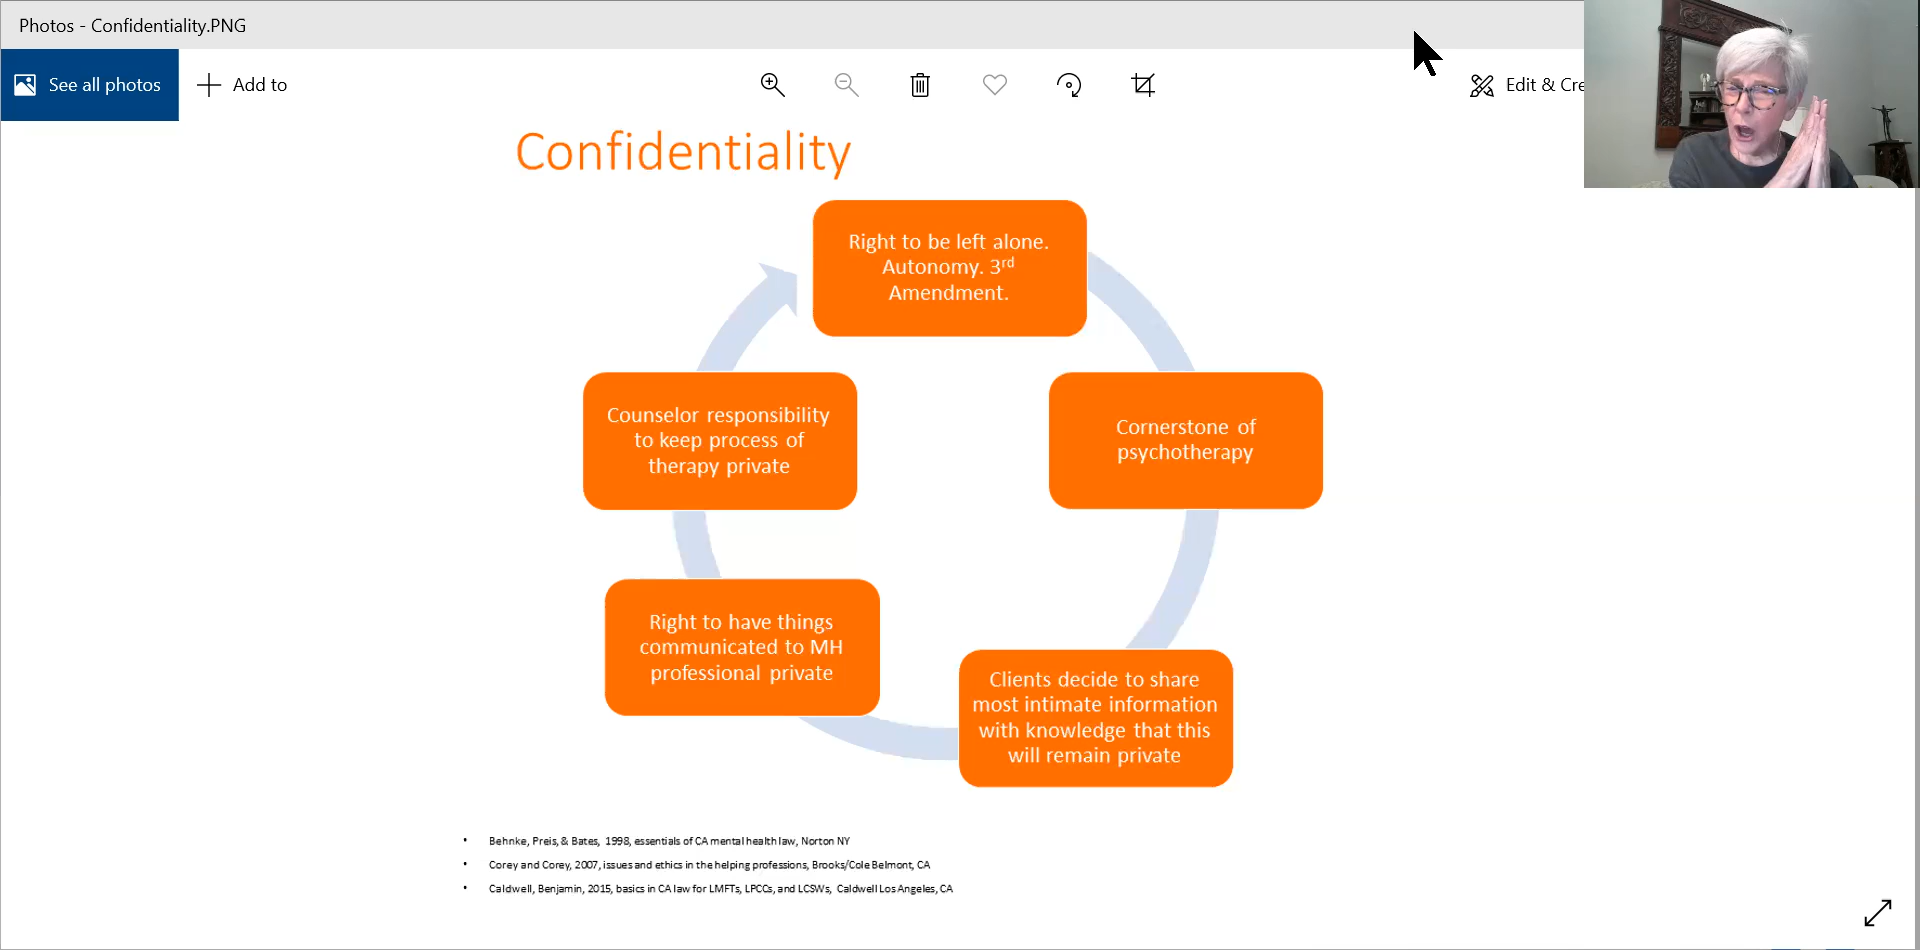 Photos - Confidentiality.PNG
See all photos
Add to
Edit & Cre
Confidentiality
Right to be left alone.
Autonomy. 3rd
Amendment.
Counselor responsibility
to keep process of
therapy private
Cornerstone of
psychotherapy
Right to have things
communicated to MH
professional private
Clients decide to share
most intimate information
with knowledge that this
will remain private
• Behnke, Preis, & Bates, 1998, essentials of CA mental health law, Norton NY
• Corey and Corey, 2007, issues and ethics in the helping professions, Brooks/Cole Belmont, CA
• Caldwell, Benjamin, 2015, basics in CA law for LMFTs, LPCCs, and LCSWs, Caldwell Los Angeles, CA